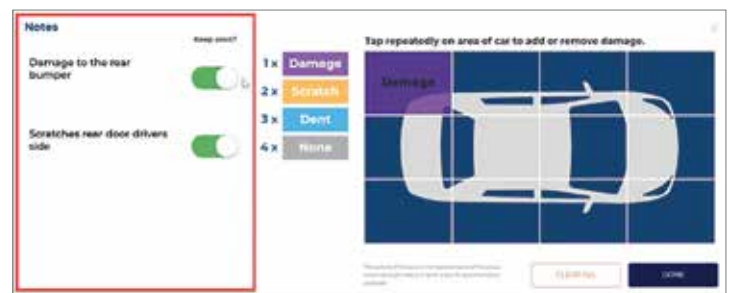 Notes
Keep onsite?
Damage to the rear
bumper
Scratches rear door drivers
side
1 x Damage
2 x Scratch
3 x Dent
4 x None
Tap repeatedly on area of car to add or remove damage.
Damage
CLEAR ALL
DONE